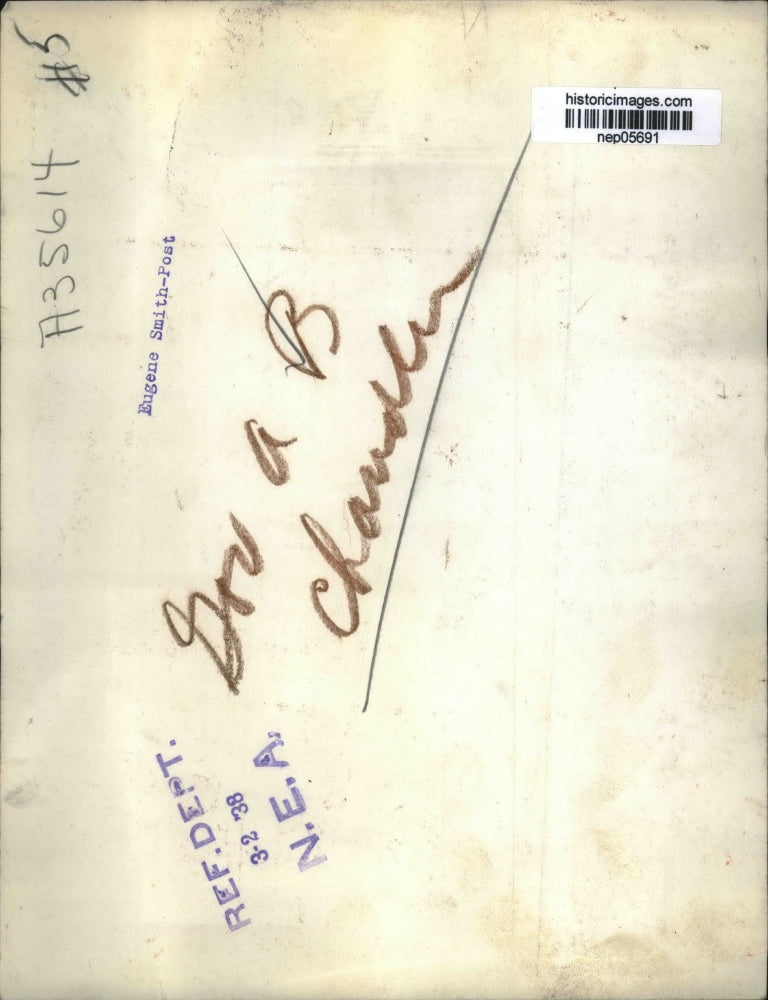 historicimages.com
nep05691
A35614 #5
Eugene Smith-Post
Gov A B
Chandler
REF. DEPT.
3-2 '38
N.E.A.